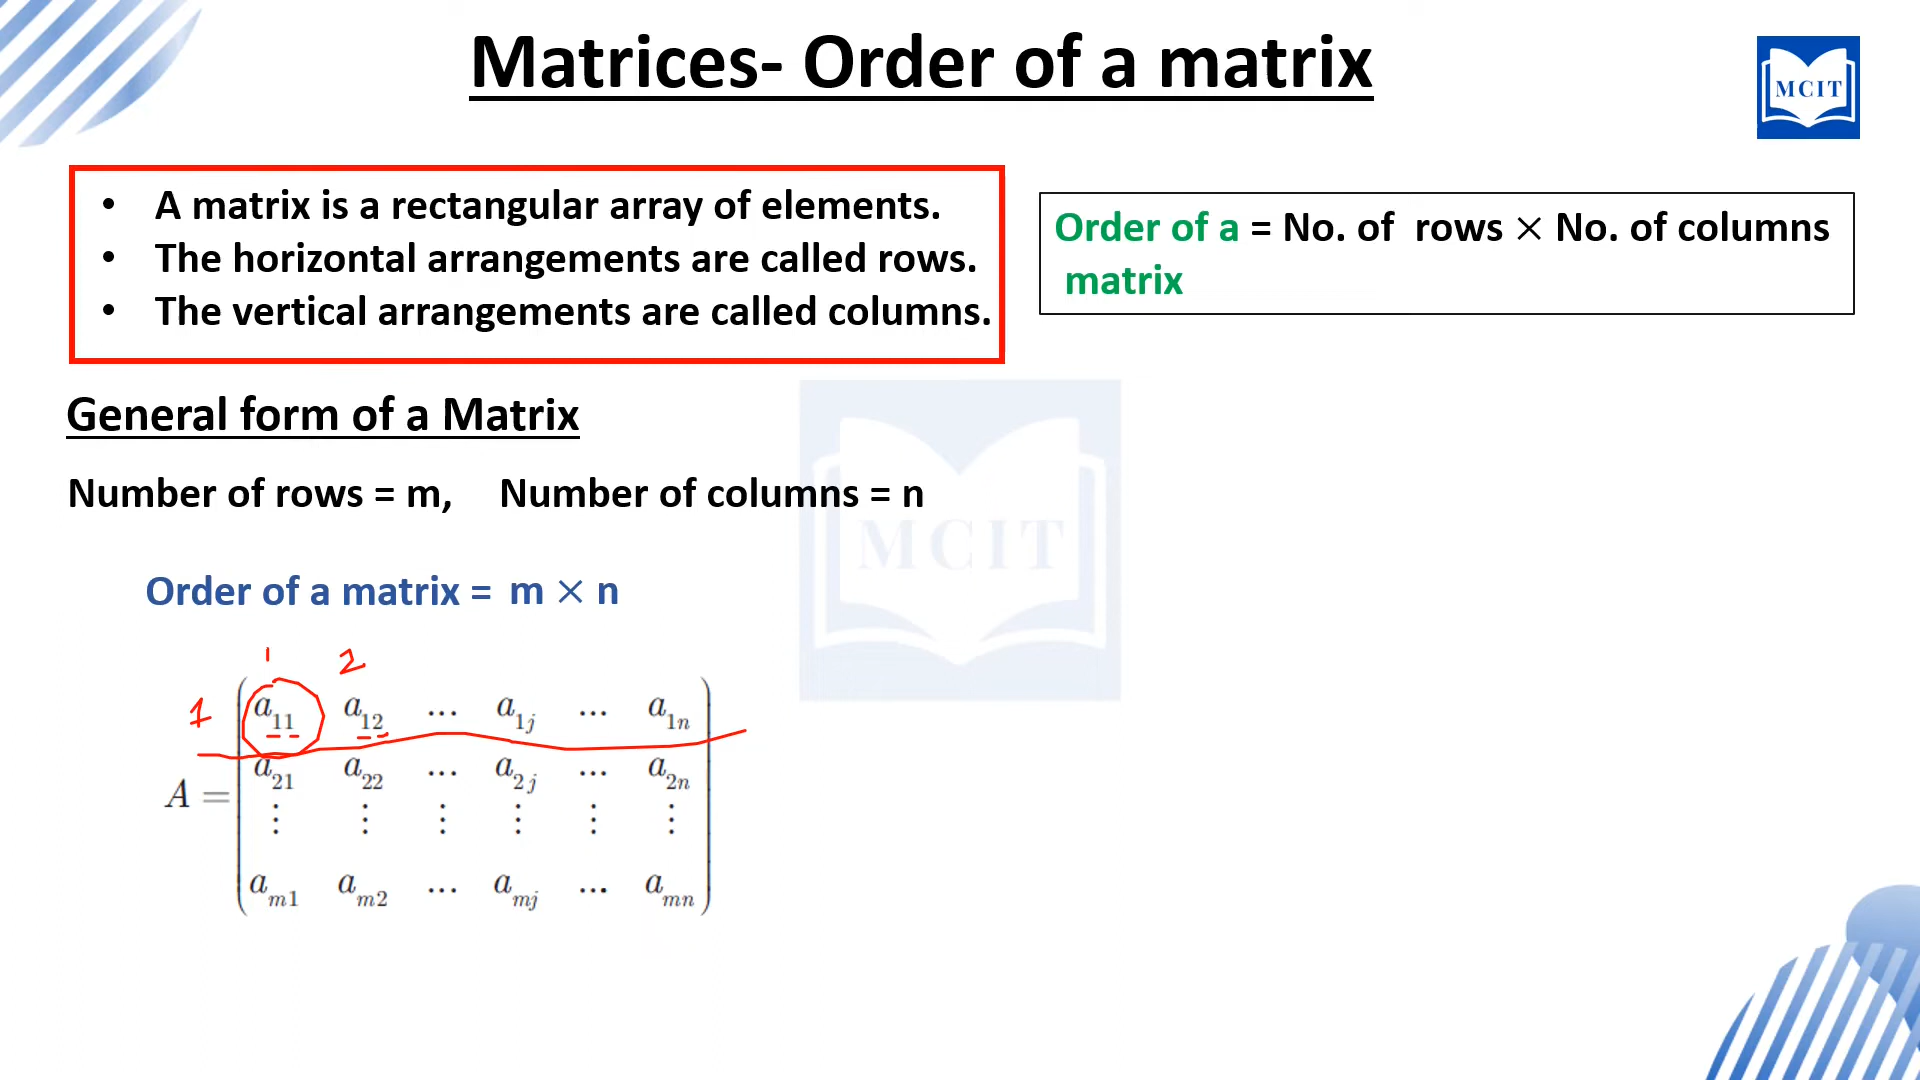 Matrices- Order of a matrix
MCIT
• A matrix is a rectangular array of elements.
• The horizontal arrangements are called rows.
• The vertical arrangements are called columns.
Order of a = No. of rows × No. of columns
matrix
General form of a Matrix
Number of rows = m, Number of columns = n
MCIT
Order of a matrix = m × n
1 2
1 a11 a12 ... a1j ... a1n
a21 a22 ... a2j ... a2n
A =
⋮ ⋮ ⋮ ⋮ ⋮ ⋮
am1 am2 ... amj ... amn